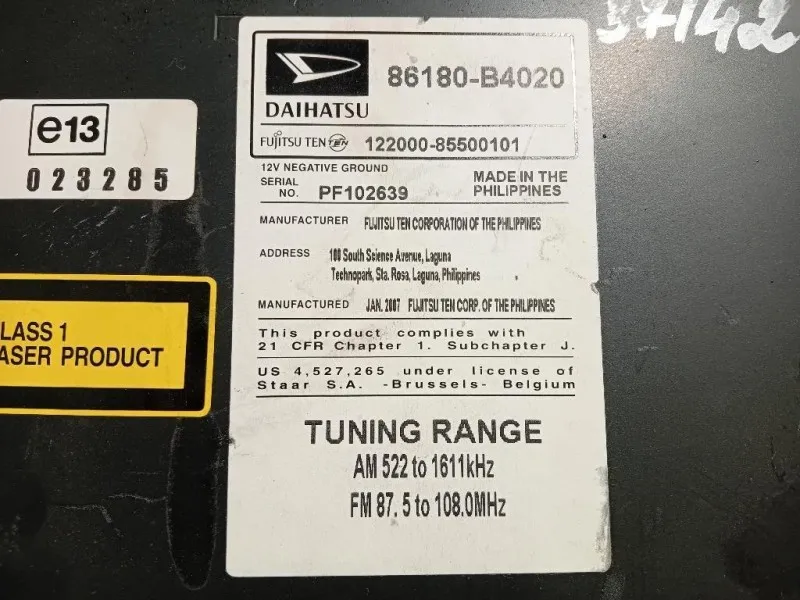 37142
86180-B4020
DAIHATSU
e13
FUJITSU TEN TEN 122000-85500101
12V NEGATIVE GROUND
SERIAL NO. PF102639
MADE IN THE PHILIPPINES
023285
MANUFACTURER FUJITSU TEN CORPORATION OF THE PHILIPPINES
ADDRESS 100 South Science Avenue, Laguna
Technopark, Sta. Rosa, Laguna, Philippines
MANUFACTURED JAN. 2007 FUJITSU TEN CORP. OF THE PHILIPPINES
LASS 1
ASER PRODUCT
This product complies with
21 CFR Chapter 1. Subchapter J.
US 4,527,265 under license of
Staar S.A. -Brussels- Belgium
TUNING RANGE
AM 522 to 1611kHz
FM 87.5 to 108.0MHz